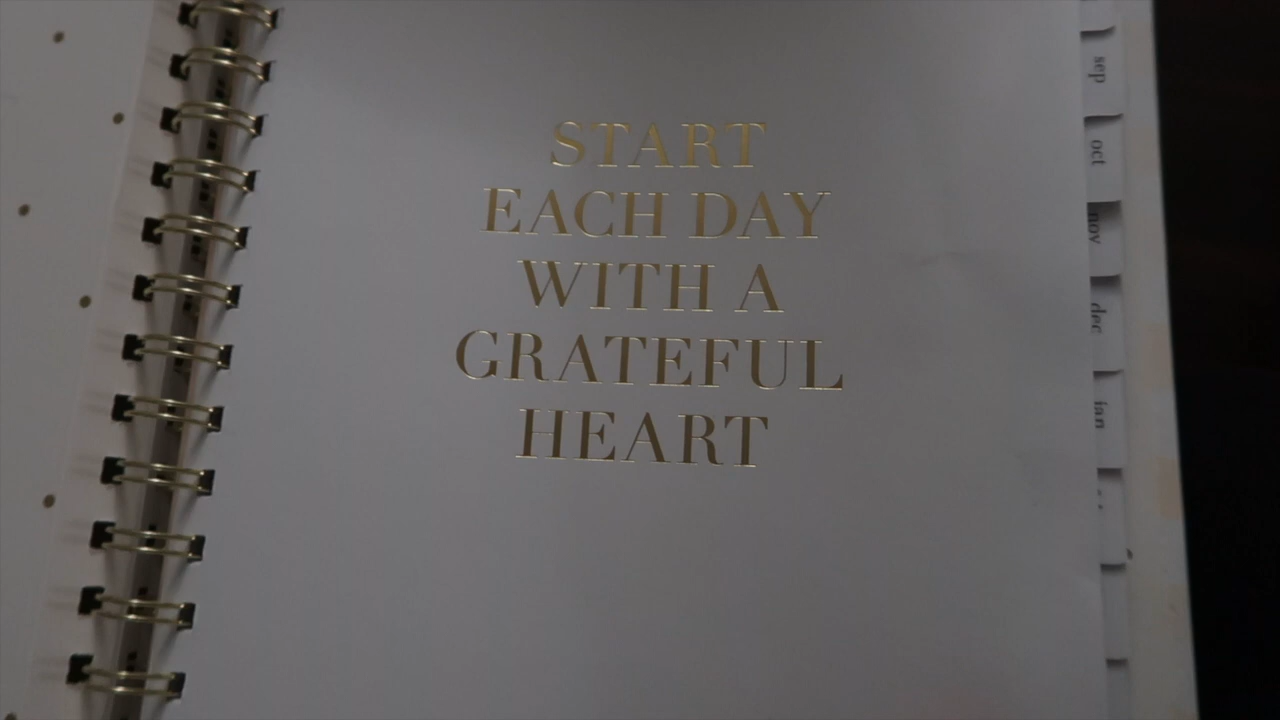 START
EACH DAY
WITH A
GRATEFUL
HEART
sep
oct
nov
dec
jan